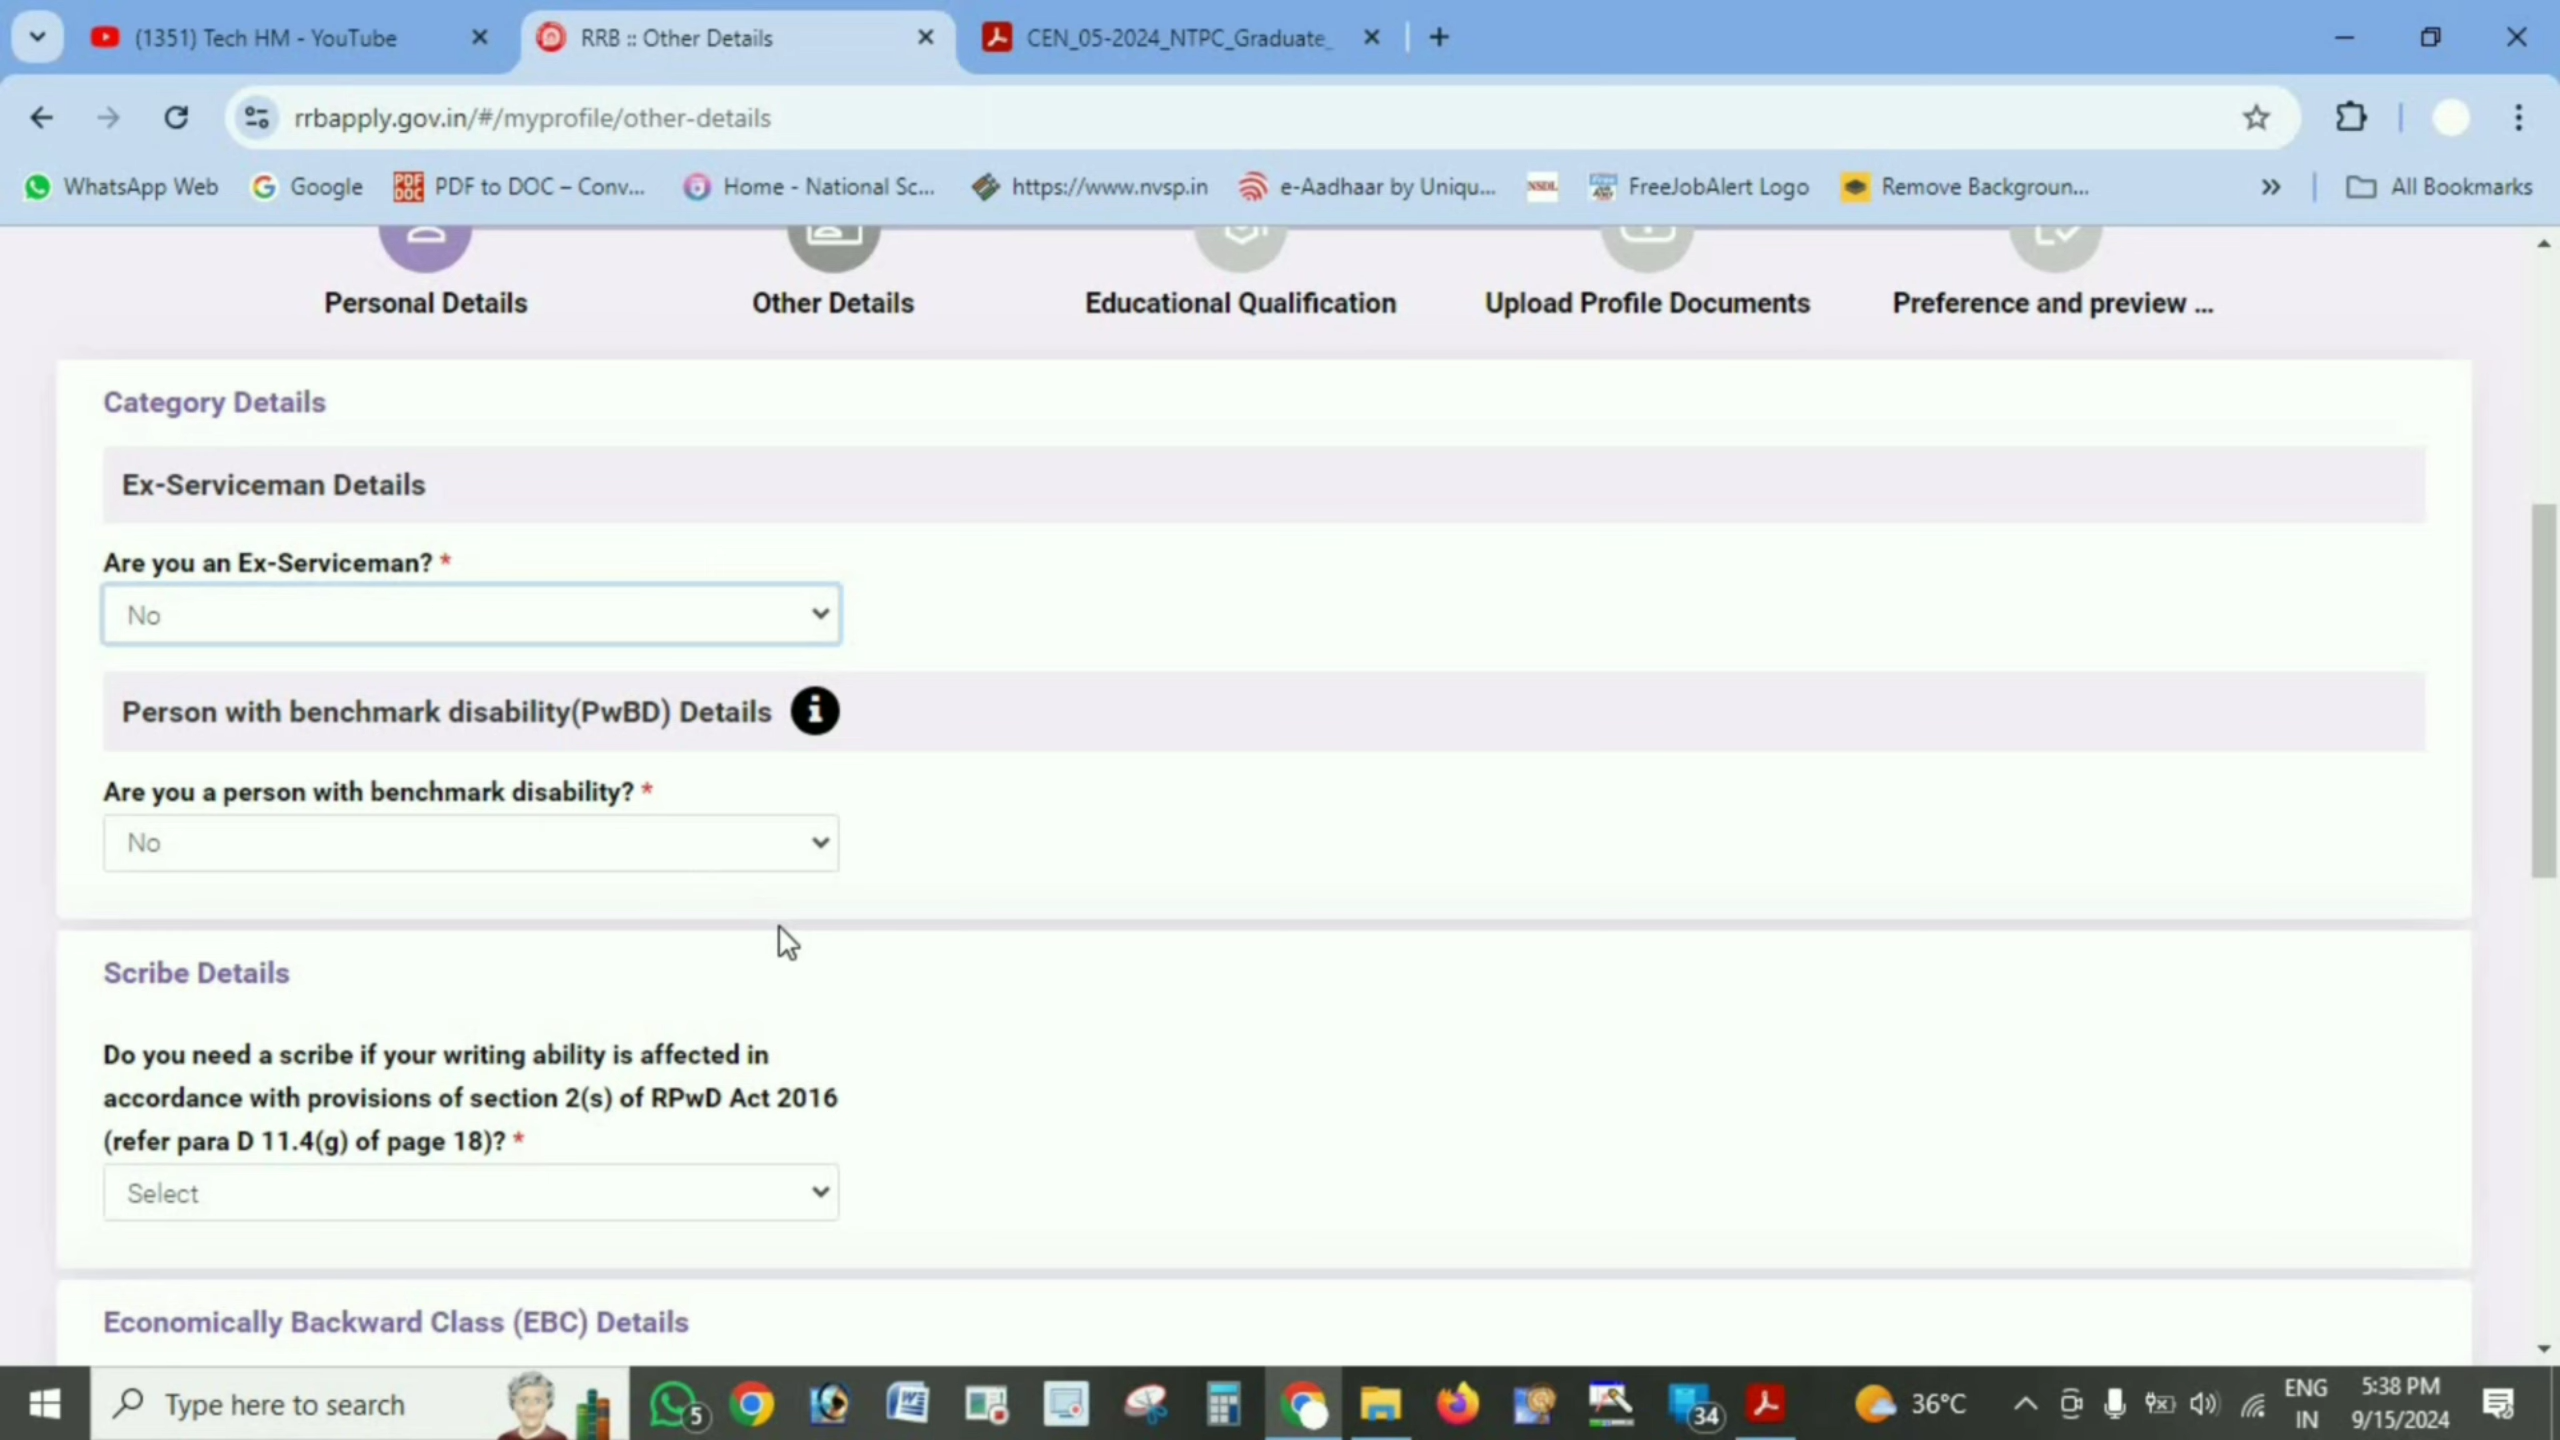 (1351) Tech HM - YouTube
RRB :: Other Details
CEN_05-2024_NTPC_Graduate_
rrbapply.gov.in/#/myprofile/other-details
WhatsApp Web
Google
PDF to DOC – Conv...
Home - National Sc...
https://www.nvsp.in
e-Aadhaar by Uniqu...
NSDL
FreeJobAlert Logo
Remove Backgroun...
All Bookmarks
Personal Details
Other Details
Educational Qualification
Upload Profile Documents
Preference and preview ...
Category Details
Ex-Serviceman Details
Are you an Ex-Serviceman? *
No
Person with benchmark disability(PwBD) Details
Are you a person with benchmark disability? *
No
Scribe Details
Do you need a scribe if your writing ability is affected in
accordance with provisions of section 2(s) of RPwD Act 2016
(refer para D 11.4(g) of page 18)? *
Select
Economically Backward Class (EBC) Details
Type here to search
5
34
36°C
ENG
IN
5:38 PM
9/15/2024